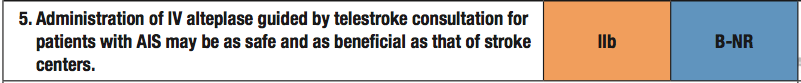 5. Administration of IV alteplase guided by telestroke consultation for
patients with AIS may be as safe and as beneficial as that of stroke
centers.
IIb
B-NR